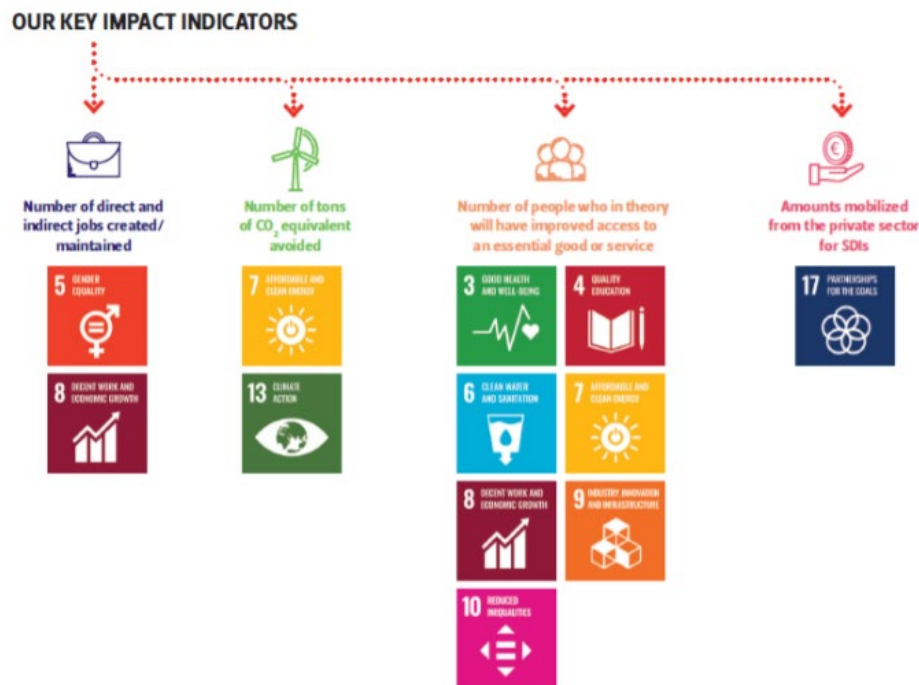 OUR KEY IMPACT INDICATORS
Number of direct and
indirect jobs created/
maintained
Number of tons
of CO₂ equivalent
avoided
Number of people who in theory
will have improved access to
an essential good or service
Amounts mobilized
from the private sector
for SDIs
5 GENDER
EQUALITY
8 DECENT WORK AND
ECONOMIC GROWTH
7 AFFORDABLE AND
CLEAN ENERGY
13 CLIMATE
ACTION
3 GOOD HEALTH
AND WELL-BEING
4 QUALITY
EDUCATION
6 CLEAN WATER
AND SANITATION
7 AFFORDABLE AND
CLEAN ENERGY
8 DECENT WORK AND
ECONOMIC GROWTH
9 INDUSTRY, INNOVATION
AND INFRASTRUCTURE
10 REDUCED
INEQUALITIES
17 PARTNERSHIPS
FOR THE GOALS